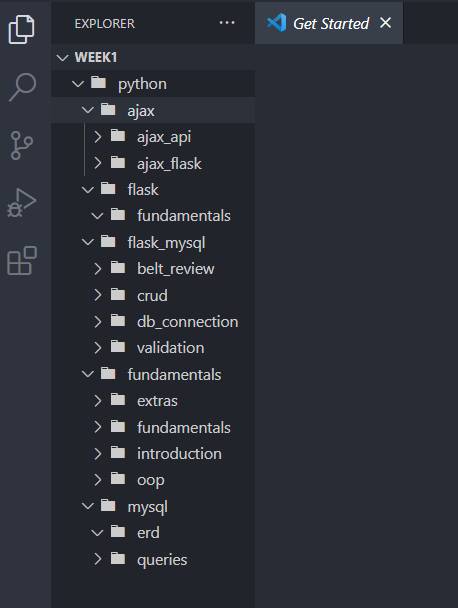 EXPLORER
Get Started
WEEK1
python
ajax
ajax_api
ajax_flask
flask
fundamentals
flask_mysql
belt_review
crud
db_connection
validation
fundamentals
extras
fundamentals
introduction
oop
mysql
erd
queries